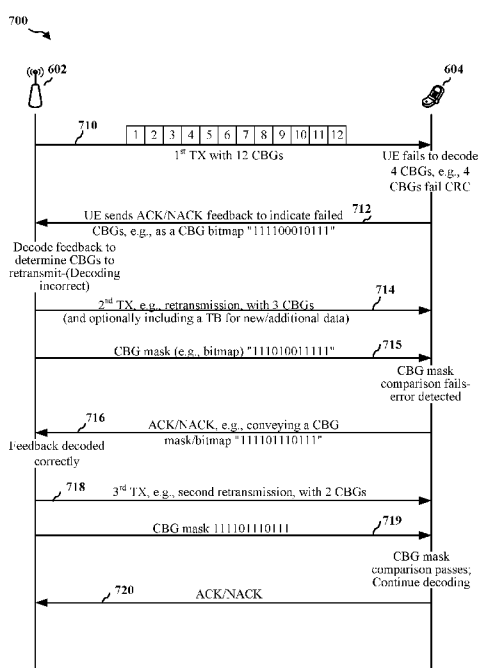 700
602
604
710
1 2 3 4 5 6 7 8 9 10 11 12
1st TX with 12 CBGs
UE fails to decode
4 CBGs, e.g., 4
CBGs fail CRC
UE sends ACK/NACK feedback to indicate failed
712
CBGs, e.g., as a CBG bitmap "111100010111"
Decode feedback to
determine CBGs to
retransmit-(Decoding
incorrect)
2nd TX, e.g., retransmission, with 3 CBGs
714
(and optionally including a TB for new/additional data)
CBG mask (e.g., bitmap) "111010011111"
715
CBG mask
comparison fails-
error detected
716
ACK/NACK, e.g., conveying a CBG
mask/bitmap "111101110111"
Feedback decoded
correctly
718
3rd TX, e.g., second retransmission, with 2 CBGs
CBG mask 111101110111
719
CBG mask
comparison passes;
Continue decoding
720
ACK/NACK